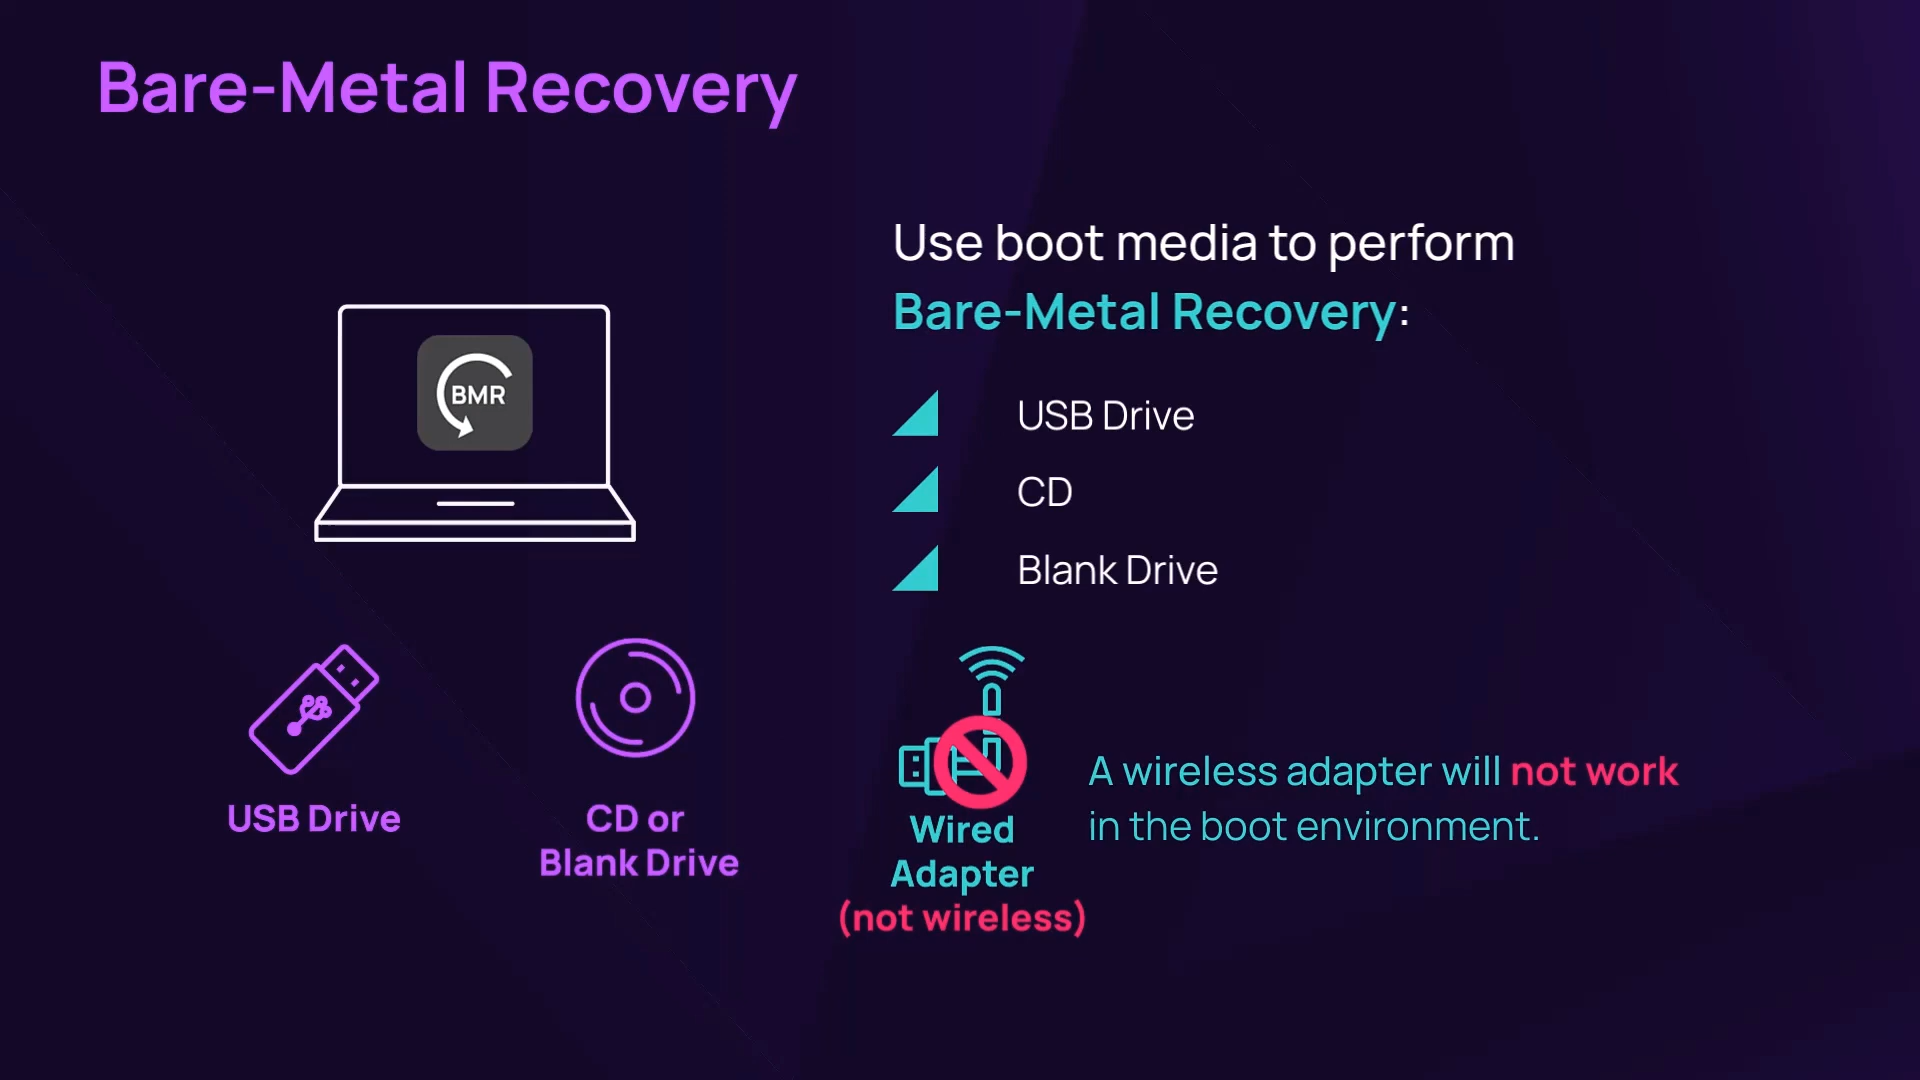 Bare-Metal Recovery
BMR
USB Drive
CD or
Blank Drive
Use boot media to perform
Bare-Metal Recovery:
USB Drive
CD
Blank Drive
Wired
Adapter
(not wireless)
A wireless adapter will not work
in the boot environment.